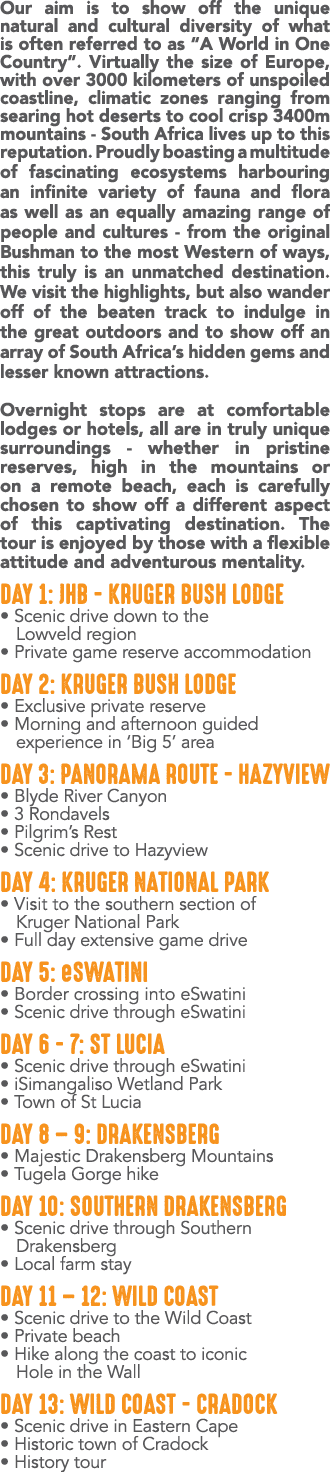 Our aim is to show off the unique
natural and cultural diversity of what
is often referred to as “A World in One
Country”. Virtually the size of Europe,
with over 3000 kilometers of unspoiled
coastline, climatic zones ranging from
searing hot deserts to cool crisp 3400m
mountains - South Africa lives up to this
reputation. Proudly boasting a multitude
of fascinating ecosystems harbouring
an infinite variety of fauna and flora
as well as an equally amazing range of
people and cultures - from the original
Bushman to the most Western of ways,
this truly is an unmatched destination.
We visit the highlights, but also wander
off of the beaten track to indulge in
the great outdoors and to show off an
array of South Africa’s hidden gems and
lesser known attractions.

Overnight stops are at comfortable
lodges or hotels, all are in truly unique
surroundings - whether in pristine
reserves, high in the mountains or
on a remote beach, each is carefully
chosen to show off a different aspect
of this captivating destination. The
tour is enjoyed by those with a flexible
attitude and adventurous mentality.
DAY 1: JHB - KRUGER BUSH LODGE
• Scenic drive down to the
Lowveld region
• Private game reserve accommodation
DAY 2: KRUGER BUSH LODGE
• Exclusive private reserve
• Morning and afternoon guided
experience in ‘Big 5’ area
DAY 3: PANORAMA ROUTE - HAZYVIEW
• Blyde River Canyon
• 3 Rondavels
• Pilgrim’s Rest
• Scenic drive to Hazyview
DAY 4: KRUGER NATIONAL PARK
• Visit to the southern section of
Kruger National Park
• Full day extensive game drive
DAY 5: eSWATINI
• Border crossing into eSwatini
• Scenic drive through eSwatini
DAY 6 - 7: ST LUCIA
• Scenic drive through eSwatini
• iSimangaliso Wetland Park
• Town of St Lucia
DAY 8 – 9: DRAKENSBERG
• Majestic Drakensberg Mountains
• Tugela Gorge hike
DAY 10: SOUTHERN DRAKENSBERG
• Scenic drive through Southern
Drakensberg
• Local farm stay
DAY 11 – 12: WILD COAST
• Scenic drive to the Wild Coast
• Private beach
• Hike along the coast to iconic
Hole in the Wall
DAY 13: WILD COAST - CRADOCK
• Scenic drive in Eastern Cape
• Historic town of Cradock
• History tour